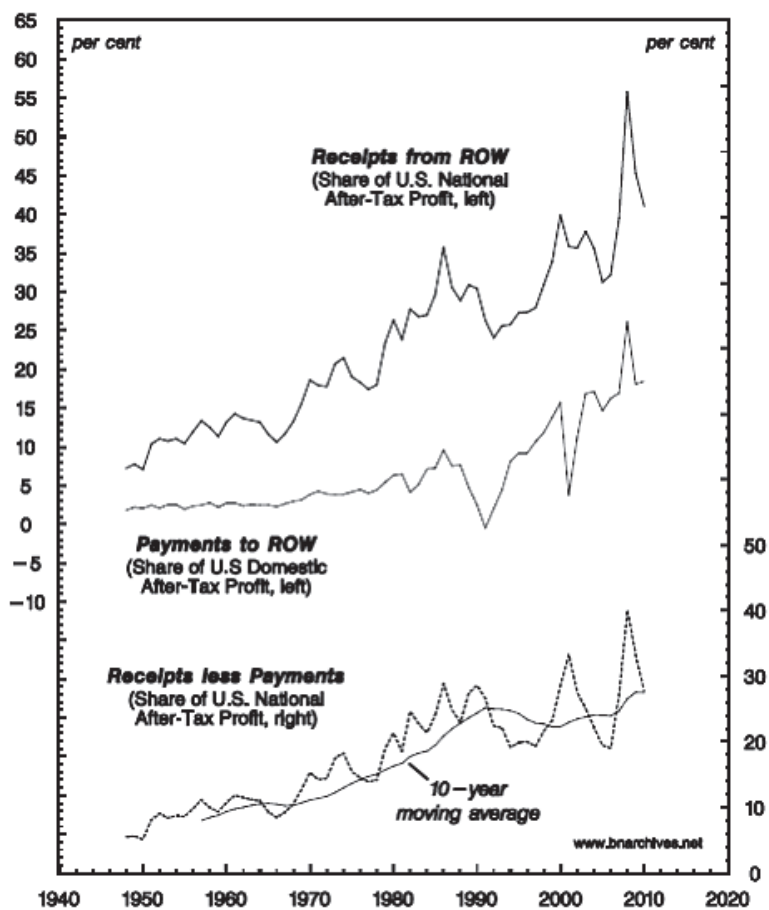 65
60
55
50
45
40
35
30
25
20
15
10
5
0
−5
−10
per cent
per cent
Receipts from ROW
(Share of U.S. National
After-Tax Profit, left)
Payments to ROW
(Share of U.S Domestic
After-Tax Profit, left)
Receipts less Payments
(Share of U.S. National
After-Tax Profit, right)
10−year
moving average
www.bnarchives.net
50
40
30
20
10
0
1940 1950 1960 1970 1980 1990 2000 2010 2020